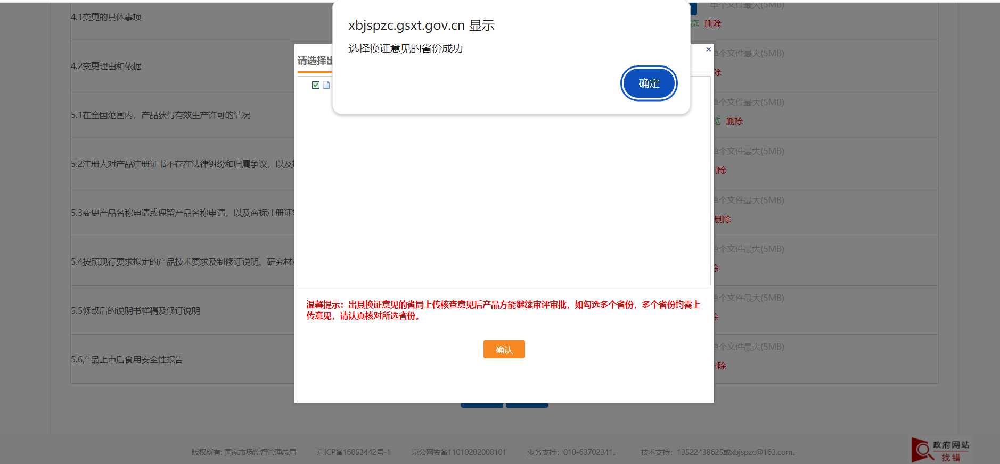 xbjspzc.gsxt.gov.cn 显示
选择换证意见的省份成功
确定
请选择出
×
温馨提示：出具换证意见的省局上传核查意见后产品方能继续审评审批，如勾选多个省份，多个省份均需上
传意见，请认真核对所选省份。
确认
单个文件最大(5MB)
4.1变更的具体事项
览 删除
单个文件最大(5MB)
4.2变更理由和依据
除
单个文件最大(5MB)
5.1在全国范围内，产品获得有效生产许可的情况
览 删除
单个文件最大(5MB)
5.2注册人对产品注册证书不存在法律纠纷和归属争议，以及
删除
单个文件最大(5MB)
5.3变更产品名称申请或保留产品名称申请，以及商标注册证
删除
单个文件最大(5MB)
5.4按照现行要求拟定的产品技术要求及制修订说明、研究材
除
单个文件最大(5MB)
5.5修改后的说明书样稿及修订说明
除
单个文件最大(5MB)
5.6产品上市后食用安全性报告
删除
版权所有: 国家市场监督管理总局 京ICP备16053442号-1 京公网安备11010202008101 业务支持：010-63702341。 技术支持：13522438625或xbjspzc@163.com。
政府网站
找错